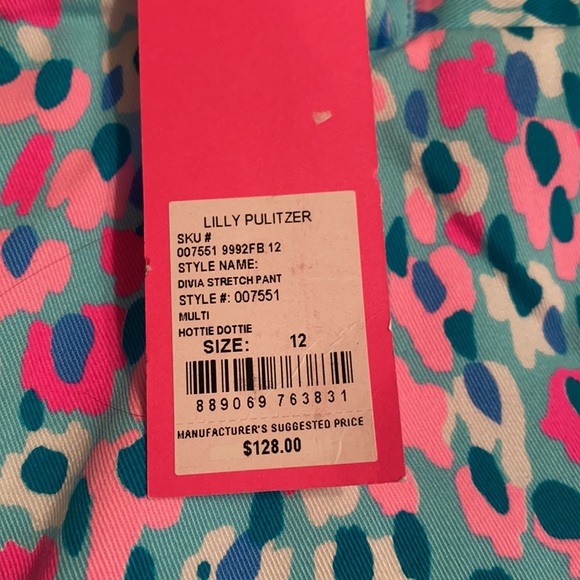 LILLY PULITZER
SKU #
007551 9992FB 12
STYLE NAME:
DIVIA STRETCH PANT
STYLE #: 007551
MULTI
HOTTIE DOTTIE
SIZE: 12
889069 763831
MANUFACTURER'S SUGGESTED PRICE
$128.00